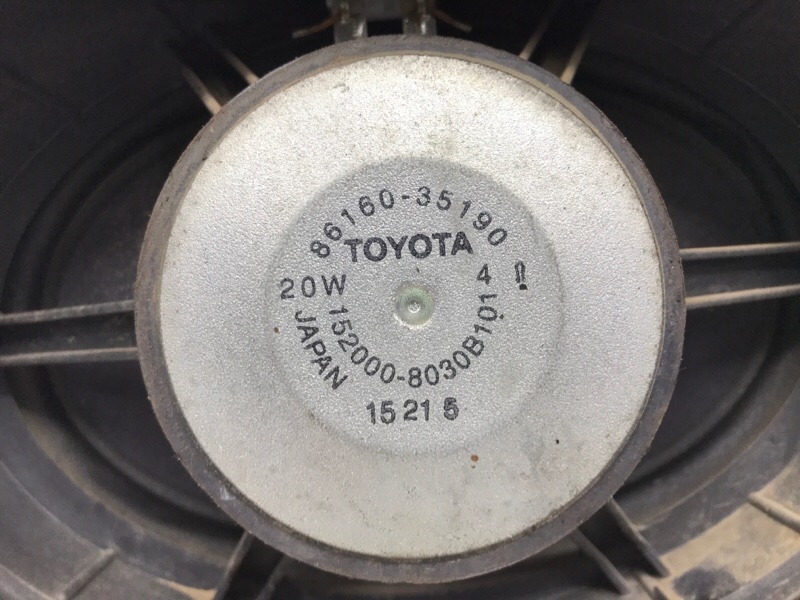 86160-35190
TOYOTA
20W 4 Ω
152000-8030B101
JAPAN
15 21 5